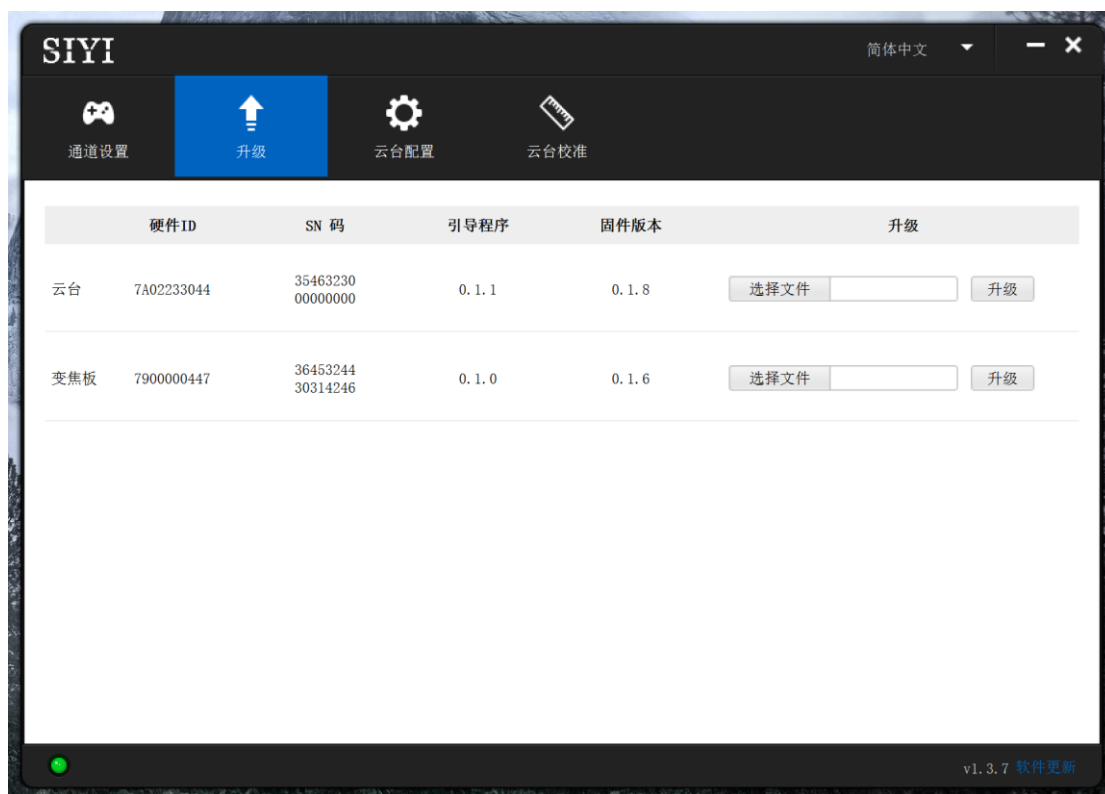 SIYI
简体中文
通道设置 升级 云台配置 云台校准
硬件ID SN 码 引导程序 固件版本 升级
云台 7A02233044 35463230 0.1.1 0.1.8 选择文件 升级
00000000
变焦板 7900000447 36453244 0.1.0 0.1.6 选择文件 升级
30314246
v1.3.7 软件更新